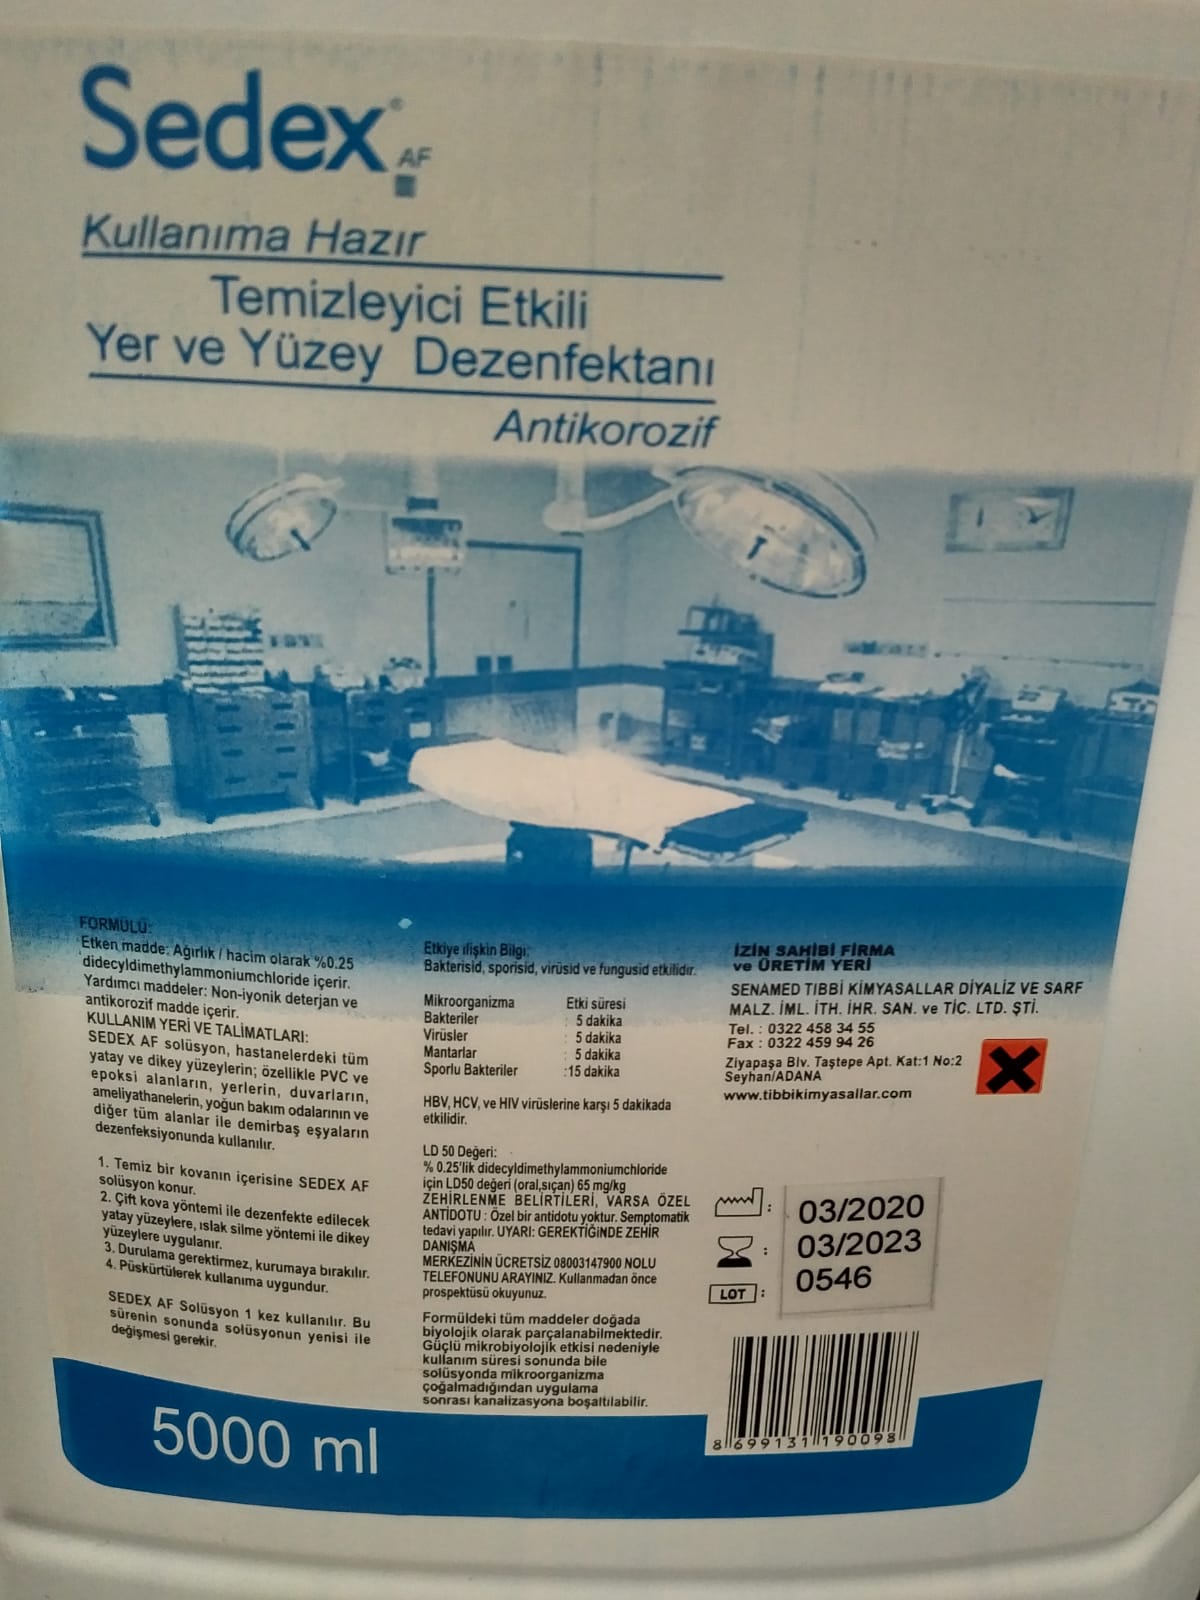 Sedex®
AF
Kullanıma Hazır
Temizleyici Etkili
Yer ve Yüzey Dezenfektanı
Antikorozif
FORMÜLÜ:
Etken madde: Ağırlık / hacim olarak %0.25
didecyldimethylammoniumchloride içerir.
Yardımcı maddeler: Non-iyonik deterjan ve
antikorozif madde içerir.
KULLANIM YERİ VE TALİMATLARI:
SEDEX AF solüsyon, hastanelerdeki tüm
yatay ve dikey yüzeylerin; özellikle PVC ve
epoksi alanların, yerlerin, duvarların,
ameliyathanelerin, yoğun bakım odalarının ve
diğer tüm alanlar ile demirbaş eşyaların
dezenfeksiyonunda kullanılır.
1. Temiz bir kovanın içerisine SEDEX AF
solüsyon konur.
2. Çift kova yöntemi ile dezenfekte edilecek
yatay yüzeylere, ıslak silme yöntemi ile dikey
yüzeylere uygulanır.
3. Durulama gerektirmez, kurumaya bırakılır.
4. Püskürtülerek kullanıma uygundur.
SEDEX AF Solüsyon 1 kez kullanılır. Bu
sürenin sonunda solüsyonun yenisi ile
değişmesi gerekir.
Etkiye ilişkin Bilgi:
Bakterisid, sporisid, virüsid ve fungusid etkilidir.
Mikroorganizma Etki süresi
Bakteriler : 5 dakika
Virüsler : 5 dakika
Mantarlar : 5 dakika
Sporlu Bakteriler :15 dakika
HBV, HCV, ve HIV virüslerine karşı 5 dakikada
etkilidir.
LD 50 Değeri:
% 0.25'lik didecyldimethylammoniumchloride
için LD50 değeri (oral,sıçan) 65 mg/kg
ZEHİRLENME BELİRTİLERİ, VARSA ÖZEL
ANTİDOTU : Özel bir antidotu yoktur. Semptomatik
tedavi yapılır. UYARI: GEREKTİĞİNDE ZEHİR
DANIŞMA
MERKEZİNİN ÜCRETSİZ 08003147900 NOLU
TELEFONUNU ARAYINIZ. Kullanmadan önce
prospektüsü okuyunuz.
Formüldeki tüm maddeler doğada
biyolojik olarak parçalanabilmektedir.
Güçlü mikrobiyolojik etkisi nedeniyle
kullanım süresi sonunda bile
solüsyonda mikroorganizma
çoğalmadığından uygulama
sonrası kanalizasyona boşaltılabilir.
İZİN SAHİBİ FİRMA
ve ÜRETİM YERİ
SENAMED TIBBİ KİMYASALLAR DİYALİZ VE SARF
MALZ. İML. İTH. İHR. SAN. ve TİC. LTD. ŞTİ.
Tel. : 0322 458 34 55
Fax : 0322 459 94 26
Ziyapaşa Blv. Taştepe Apt. Kat:1 No:2
Seyhan/ADANA
www.tibbikimyasallar.com
: 03/2020
: 03/2023
LOT : 0546
8 699131 190098
5000 ml